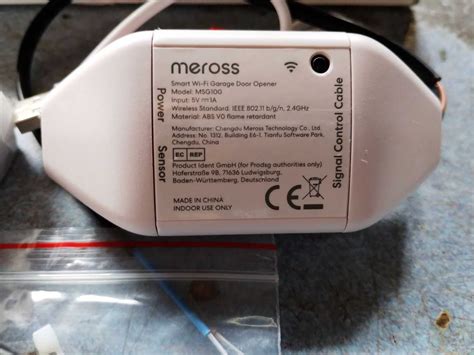 meross
Smart Wi-Fi Garage Door Opener
Model: MSG100
Input: 5V⎓1A
Wireless Standard: IEEE 802.11 b/g/n, 2.4GHz
Material: ABS V0 flame retardant
Manufacturer: Chengdu Meross Technology Co., Ltd.
Address: No. 1312, Building E6-1, Tianfu Software Park,
Chengdu, China
EC REP
Product Ident GmbH (for Prodsg authorities only)
Hoferstraße 9B, 71636 Ludwigsburg,
Baden-Württemberg, Deutschland
MADE IN CHINA
INDOOR USE ONLY
CE
Power
Sensor
Signal Control Cable